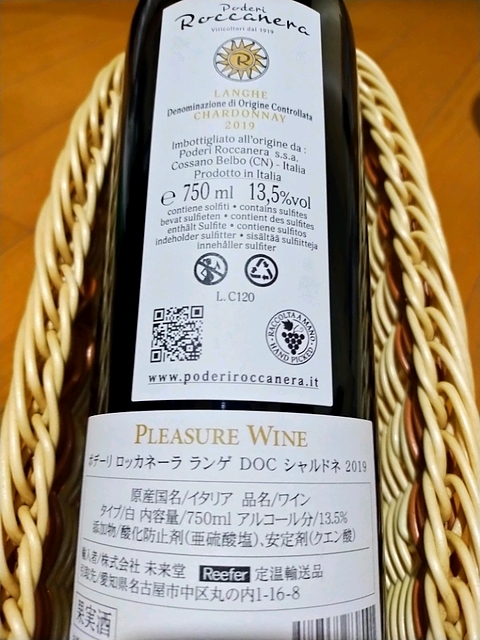 Poderi
Roccanera
Viticoltori dal 1919
R
LANGHE
Denominazione di Origine Controllata
CHARDONNAY
2019
Imbottigliato all'origine da :
Poderi Roccanera s.s.a.
Cossano Belbo (CN) - Italia
Prodotto in Italia
℮ 750 ml 13,5%vol
contiene solfiti • contains sulfites
bevat sulfieten • contient des sulfites
enthält Sulfite • contiene sulfitos
indeholder sulfitter • sisältää sulfiitteja
innehåller sulfiter
L. C120
RACCOLTA A MANO
HAND PICKED
www.poderiroccanera.it
PLEASURE WINE
ポデーリ ロッカネーラ ランゲ DOC シャルドネ 2019
原産国名/イタリア 品名/ワイン
タイプ/白 内容量/750ml アルコール分/13.5%
添加物/酸化防止剤(亜硫酸塩)、安定剤(クエン酸)
輸入者/株式会社 未来堂 Reefer 定温輸送品
引取先/愛知県名古屋市中区丸の内1-16-8
果実酒